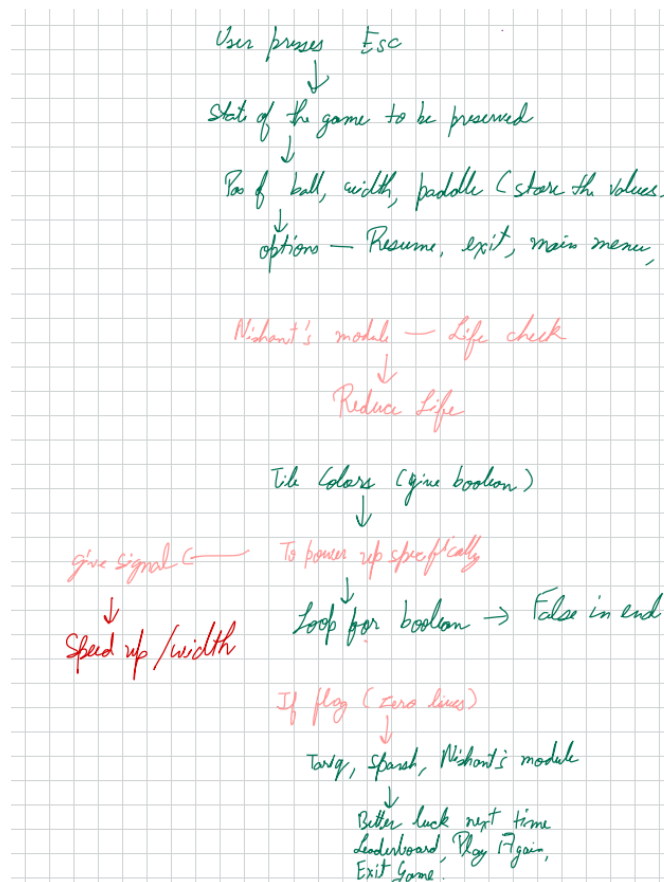 User presses Esc
State of the game to be preserved
Pos of ball, width, paddle (store the values.
options — Resume, exit, main menu,
Nishant's module — Life check
Reduce Life
Tile Colors (give boolean)
give signal ← To power up specifically
Speed up/width
Loop for boolean → False in end
If flag (zero lives)
Tariq, Sparsh, Nishant's module
Better luck next time
Leaderboard, Play Again,
Exit Game.